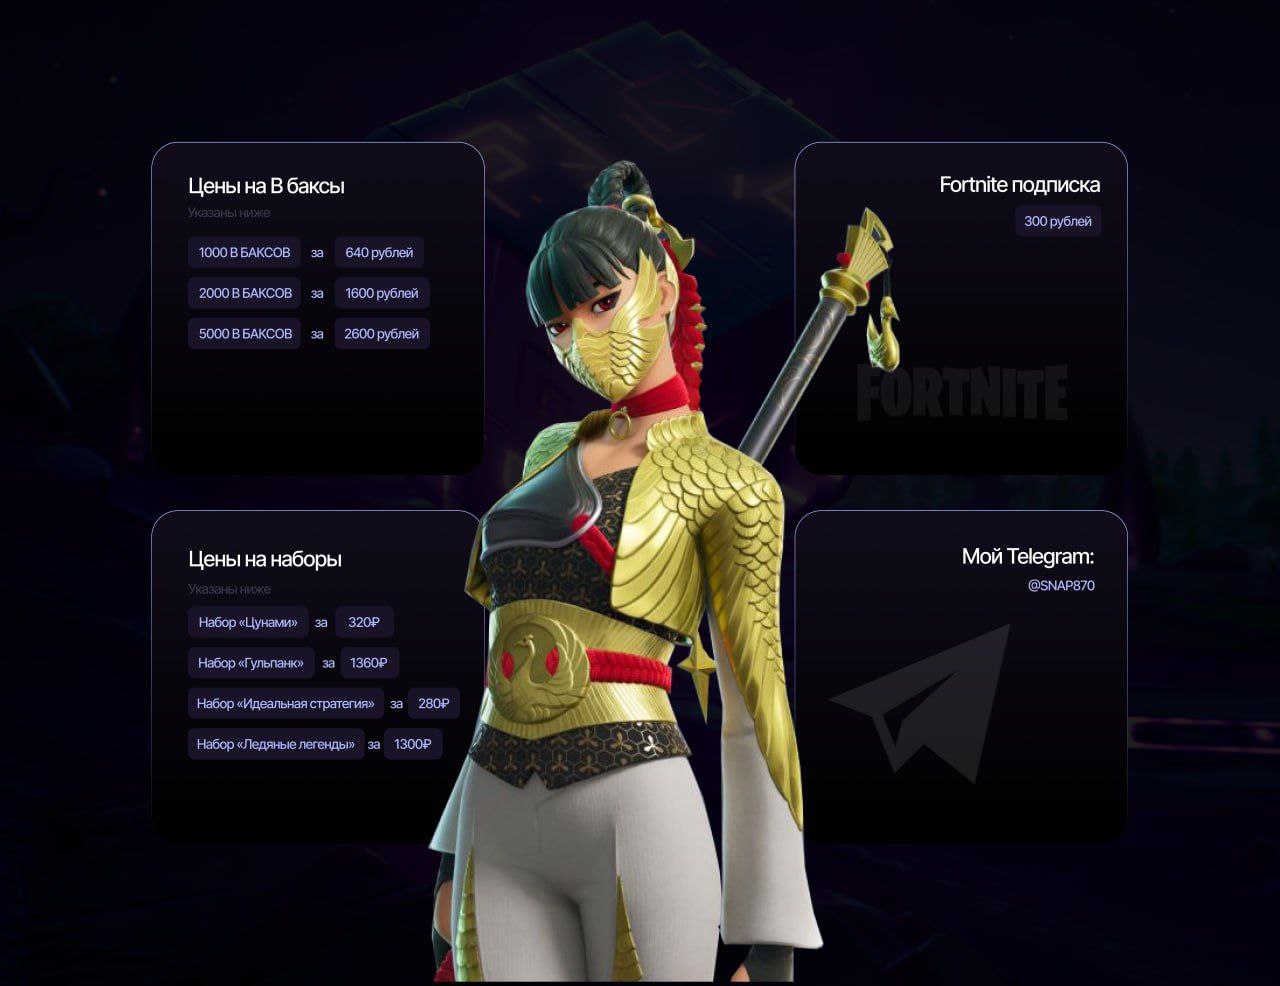 Цены на В баксы
Указаны ниже
1000 В БАКСОВ за 640 рублей
2000 В БАКСОВ за 1600 рублей
5000 В БАКСОВ за 2600 рублей
Fortnite подписка
300 рублей
FORTNITE
Цены на наборы
Указаны ниже
Набор «Цунами» за 320₽
Набор «Гульпанк» за 1360₽
Набор «Идеальная стратегия» за 280₽
Набор «Ледяные легенды» за 1300₽
Мой Telegram:
@SNAP870